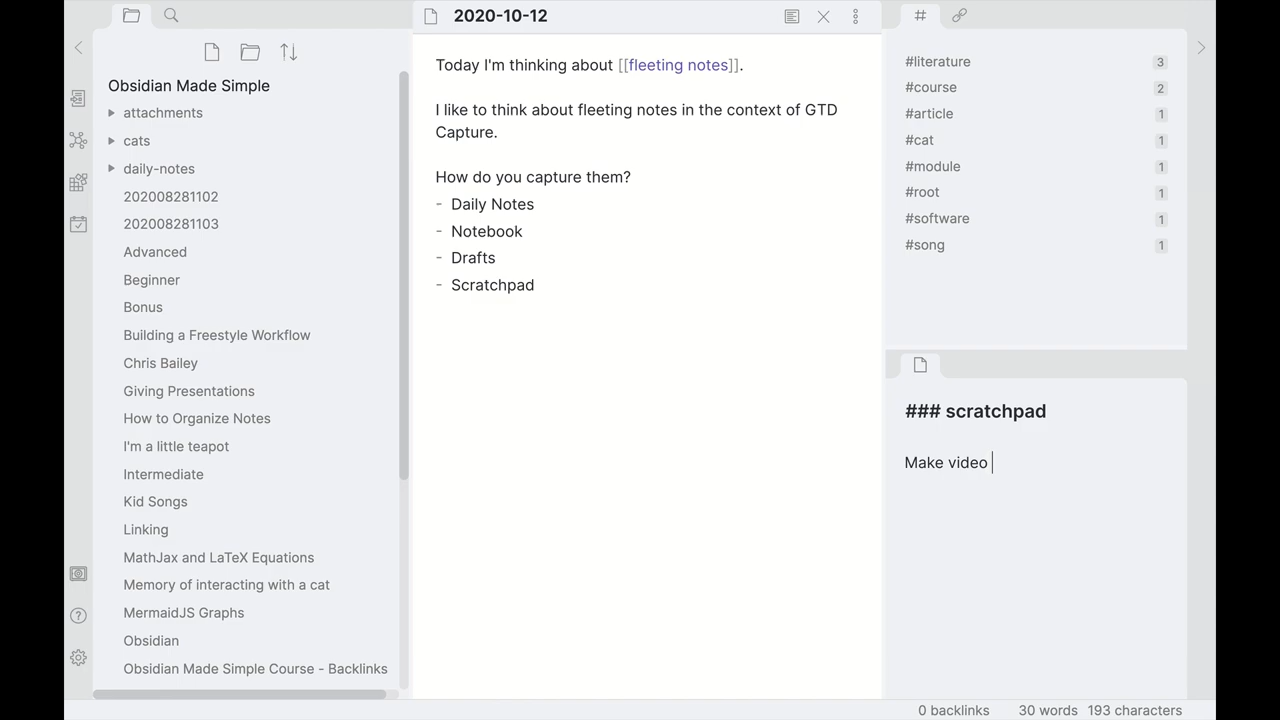 2020-10-12
Obsidian Made Simple
attachments
cats
daily-notes
202008281102
202008281103
Advanced
Beginner
Bonus
Building a Freestyle Workflow
Chris Bailey
Giving Presentations
How to Organize Notes
I'm a little teapot
Intermediate
Kid Songs
Linking
MathJax and LaTeX Equations
Memory of interacting with a cat
MermaidJS Graphs
Obsidian
Obsidian Made Simple Course - Backlinks
Today I'm thinking about [[fleeting notes]].
I like to think about fleeting notes in the context of GTD
Capture.
How do you capture them?
- Daily Notes
- Notebook
- Drafts
- Scratchpad
#literature 3
#course 2
#article 1
#cat 1
#module 1
#root 1
#software 1
#song 1
### scratchpad
Make video
0 backlinks 30 words 193 characters